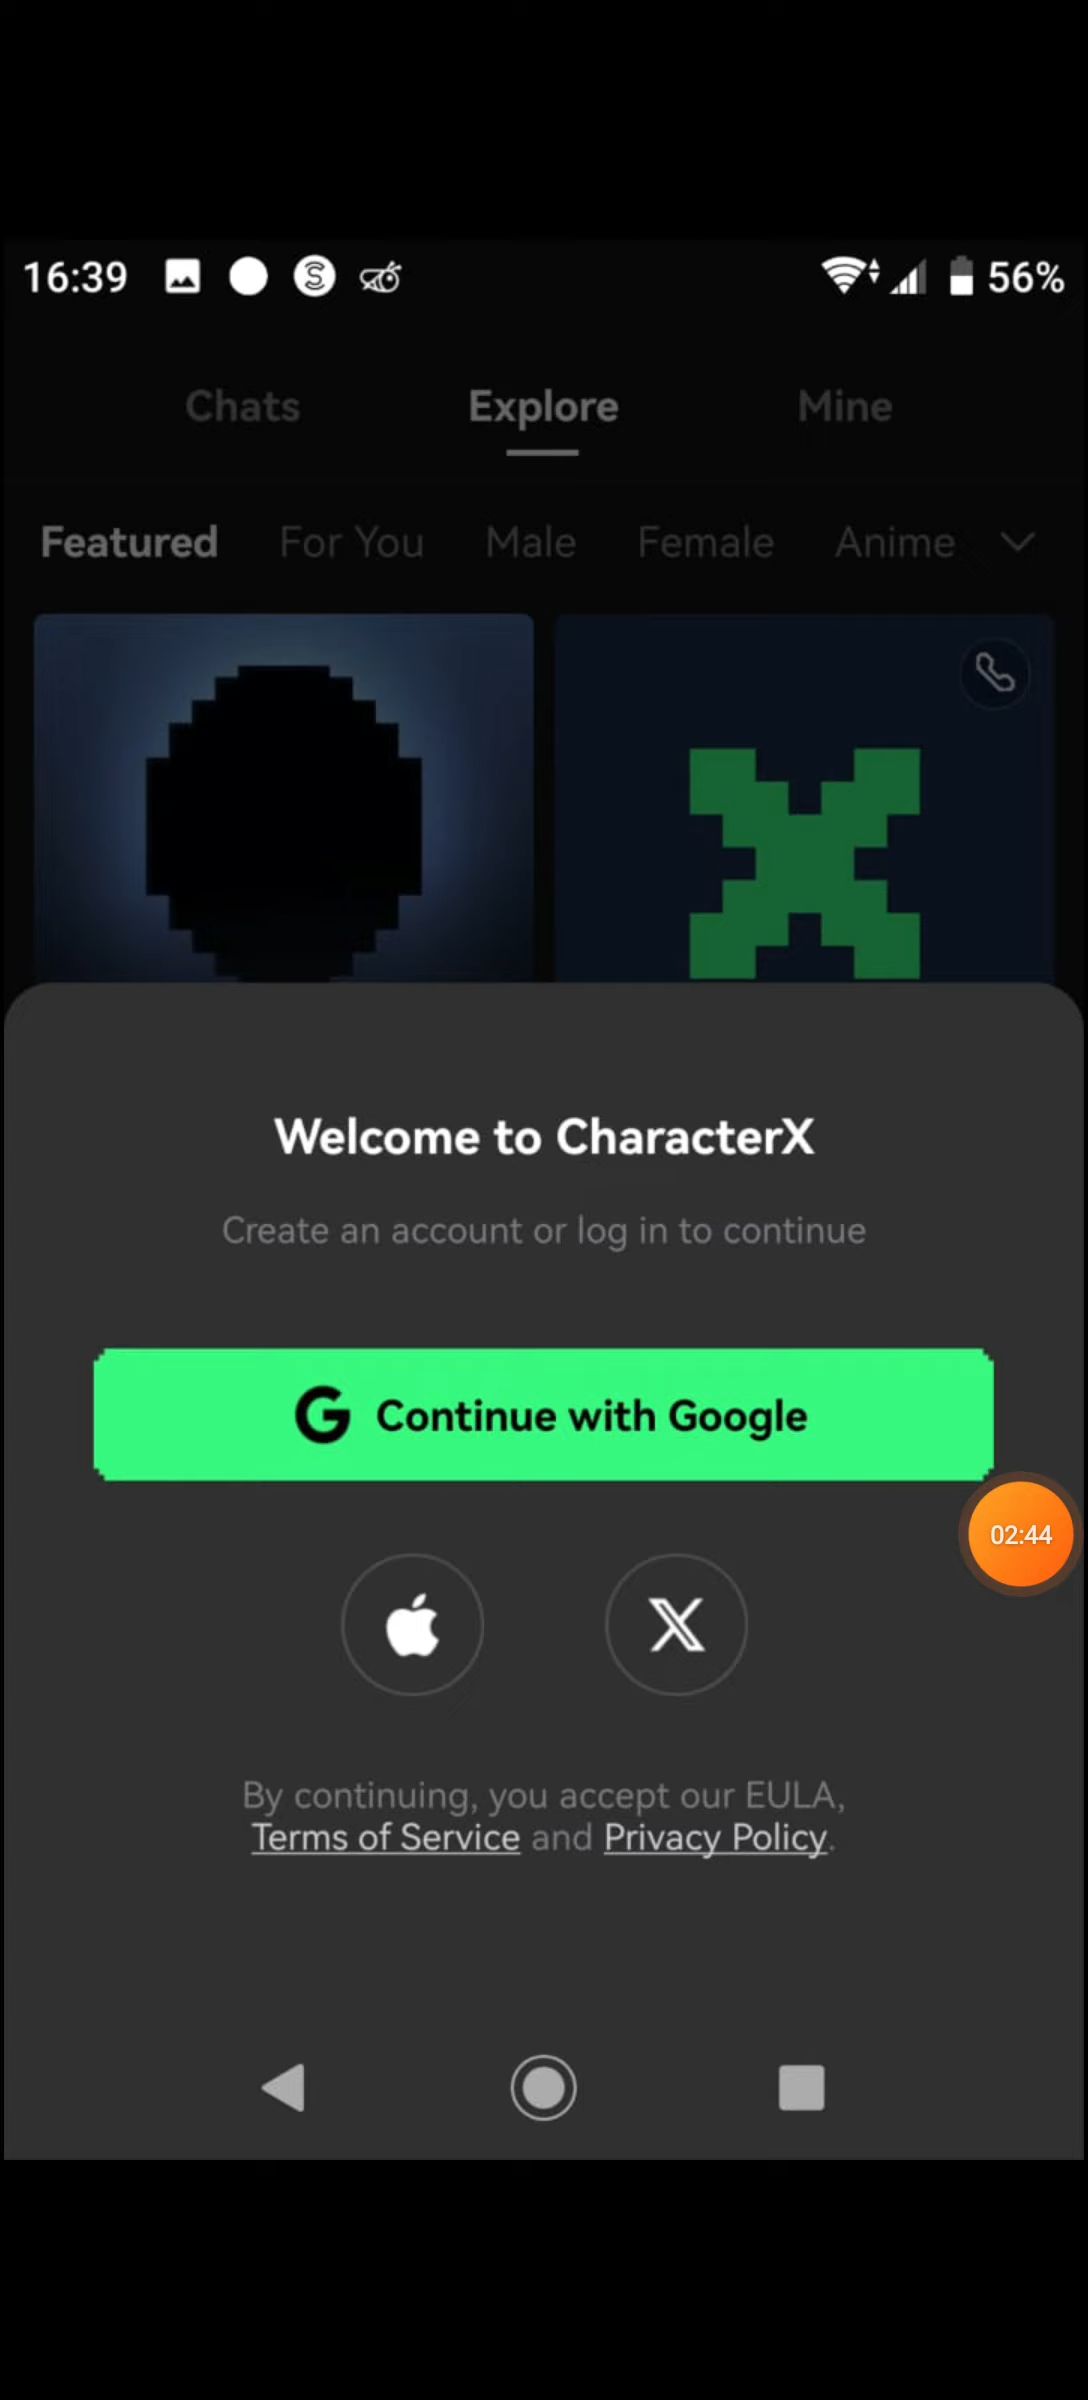 16:39
56%
Chats Explore Mine
Featured For You Male Female Anime
Welcome to CharacterX
Create an account or log in to continue
Continue with Google
02:44
By continuing, you accept our EULA,
Terms of Service and Privacy Policy.